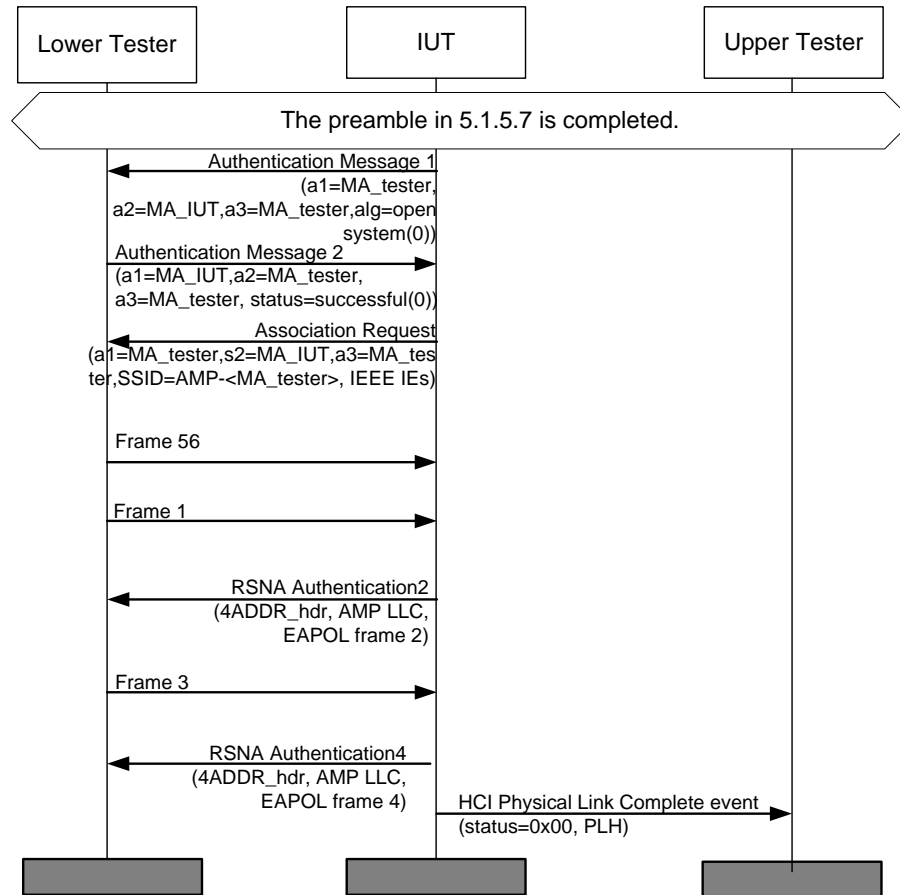 Lower Tester
IUT
Upper Tester
The preamble in 5.1.5.7 is completed.
Authentication Message 1
(a1=MA_tester,
a2=MA_IUT,a3=MA_tester,alg=open
system(0))
Authentication Message 2
(a1=MA_IUT,a2=MA_tester,
a3=MA_tester, status=successful(0))
Association Request
(a1=MA_tester,s2=MA_IUT,a3=MA_tes
ter,SSID=AMP-<MA_tester>, IEEE IEs)
Frame 56
Frame 1
RSNA Authentication2
(4ADDR_hdr, AMP LLC,
EAPOL frame 2)
Frame 3
RSNA Authentication4
(4ADDR_hdr, AMP LLC,
EAPOL frame 4)
HCI Physical Link Complete event
(status=0x00, PLH)